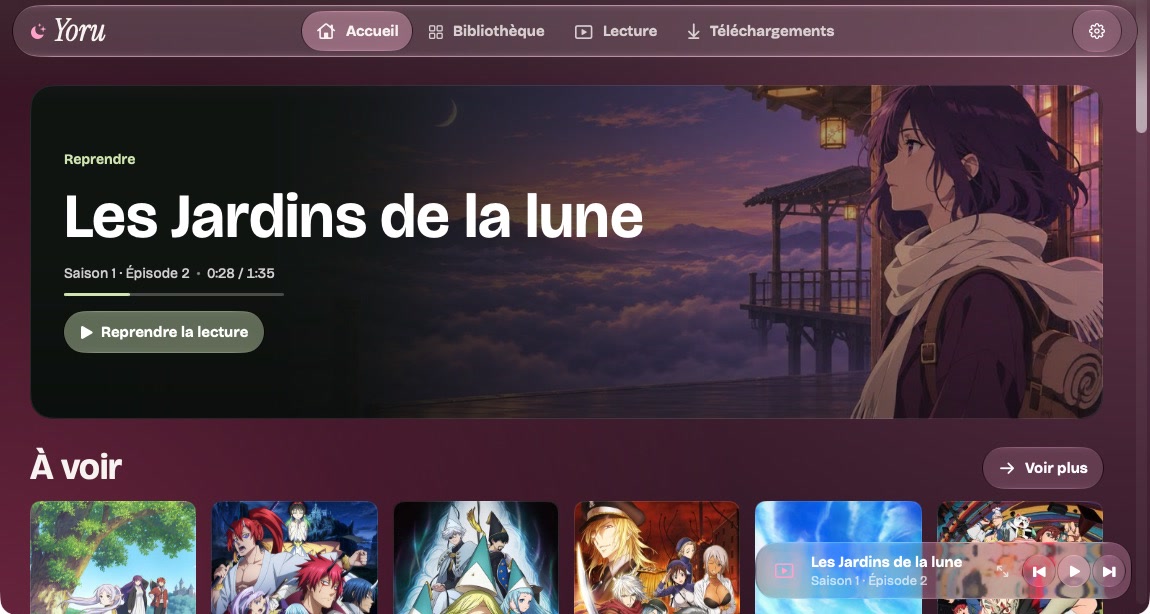 Yoru
Accueil
Bibliothèque
Lecture
Téléchargements
Reprendre
Les Jardins de la lune
Saison 1 · Épisode 2 • 0:28 / 1:35
Reprendre la lecture
À voir
Voir plus
Les Jardins de la lune
Saison 1 · Épisode 2